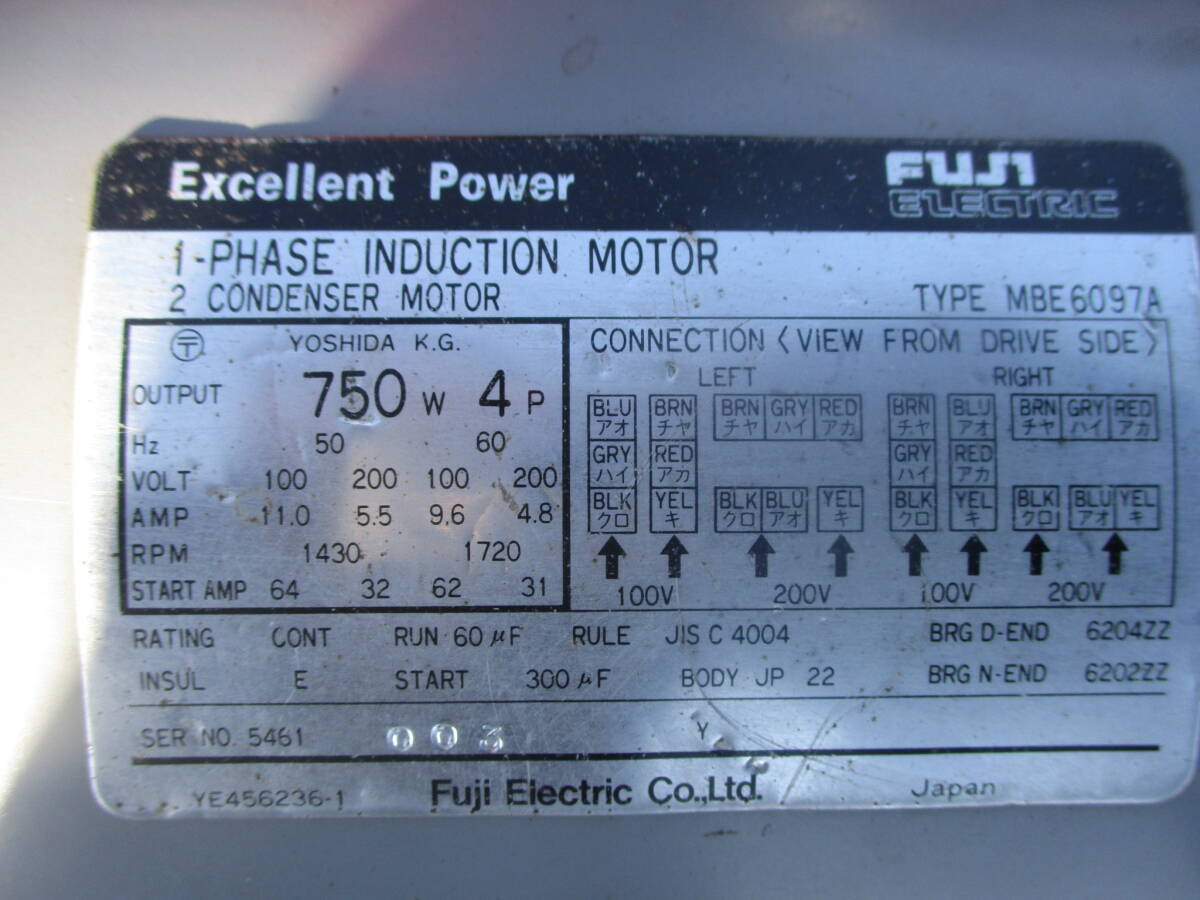 Excellent Power FUJI ELECTRIC
1-PHASE INDUCTION MOTOR
2 CONDENSER MOTOR TYPE MBE6097A
〒 YOSHIDA K.G.
OUTPUT 750 W 4 P
Hz 50 60
VOLT 100 200 100 200
AMP 11.0 5.5 9.6 4.8
RPM 1430 1720
START AMP 64 32 62 31
CONNECTION〈VIEW FROM DRIVE SIDE〉
LEFT RIGHT
BLU BRN BRN GRY RED BRN BLU BRN GRY RED
アオ チャ チャ ハイ アカ チャ アオ チャ ハイ アカ
GRY RED GRY RED
ハイ アカ ハイ アカ
BLK YEL BLK BLU YEL BLK YEL BLK BLU YEL
クロ キ クロ アオ キ クロ キ クロ アオ キ
100V 200V 100V 200V
RATING CONT RUN 60μF RULE JIS C 4004 BRG D-END 6204ZZ
INSUL E START 300μF BODY JP 22 BRG N-END 6202ZZ
SER NO. 5461 003 Y
YE456236-1 Fuji Electric Co.,Ltd. Japan